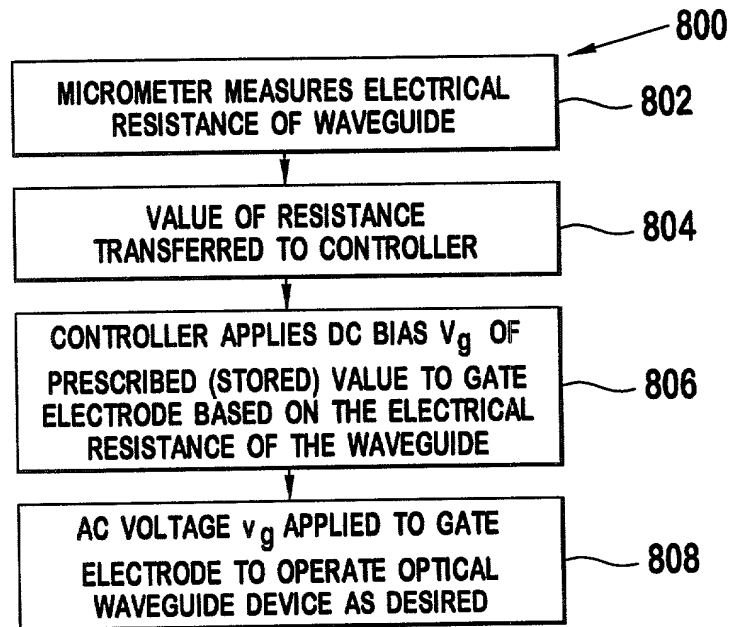 800
MICROMETER MEASURES ELECTRICAL
RESISTANCE OF WAVEGUIDE
802
VALUE OF RESISTANCE
TRANSFERRED TO CONTROLLER
804
CONTROLLER APPLIES DC BIAS Vg OF
PRESCRIBED (STORED) VALUE TO GATE
ELECTRODE BASED ON THE ELECTRICAL
RESISTANCE OF THE WAVEGUIDE
806
AC VOLTAGE vg APPLIED TO GATE
ELECTRODE TO OPERATE OPTICAL
WAVEGUIDE DEVICE AS DESIRED
808